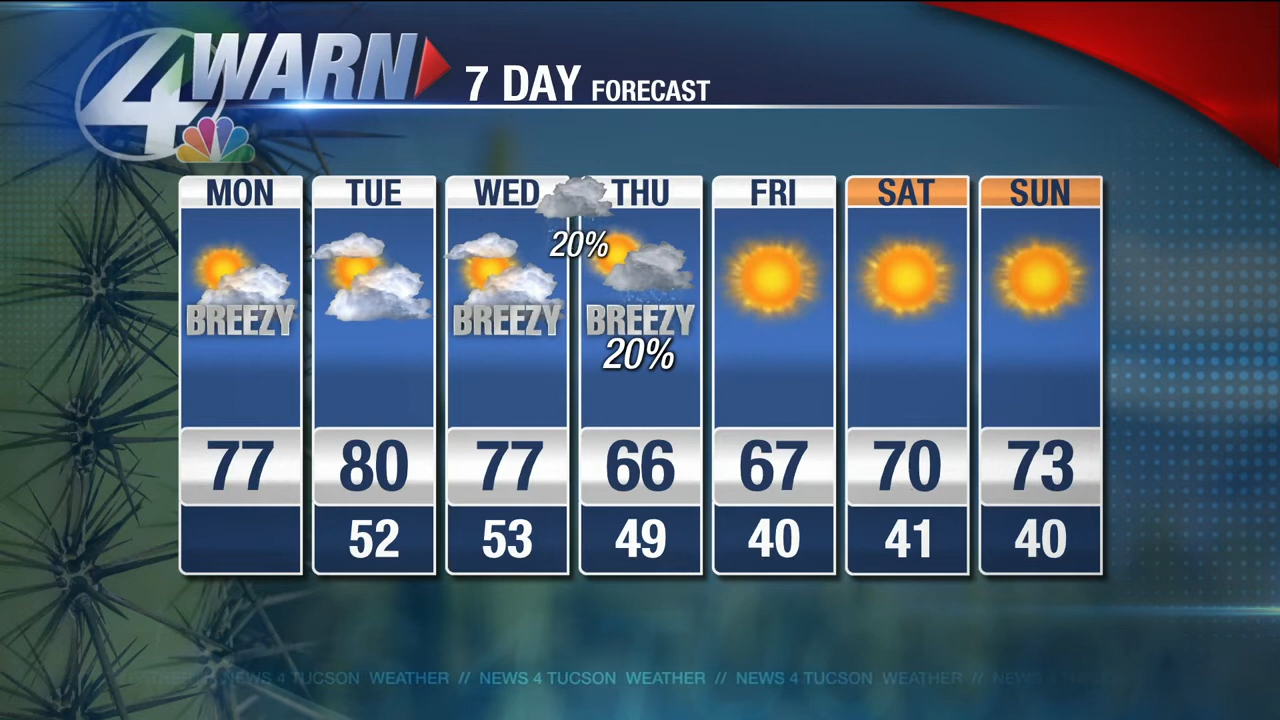 4 WARN
7 DAY FORECAST
MON TUE WED THU FRI SAT SUN
20%
BREEZY BREEZY BREEZY
20%
77 80 77 66 67 70 73
52 53 49 40 41 40
NEWS 4 TUCSON WEATHER // NEWS 4 TUCSON WEATHER // NEWS 4 TUCSON WEATHER //